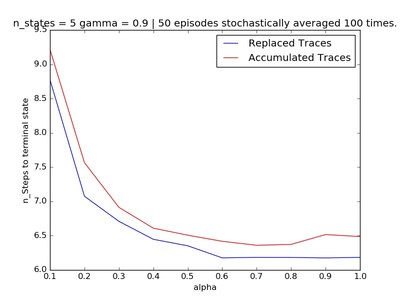 n_states = 5 gamma = 0.9 | 50 episodes stochastically averaged 100 times.
9.5
9.0
8.5
8.0
7.5
7.0
6.5
6.0
n_Steps to terminal state
Replaced Traces
Accumulated Traces
0.1 0.2 0.3 0.4 0.5 0.6 0.7 0.8 0.9 1.0
alpha